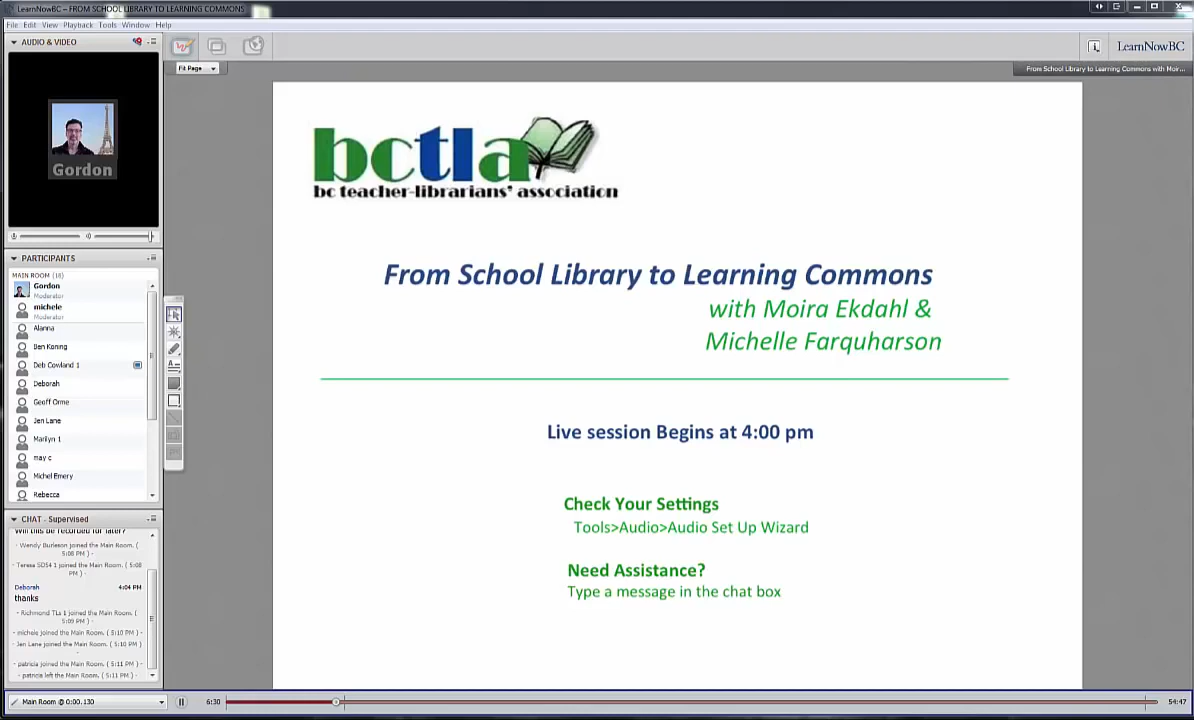 LearnNowBC – FROM SCHOOL LIBRARY TO LEARNING COMMONS
File Edit View Playback Tools Window Help
AUDIO & VIDEO
LearnNowBC
Fit Page
From School Library to Learning Commons with Moir...
Gordon
bctla
bc teacher-librarians' association
PARTICIPANTS
MAIN ROOM (18)
Gordon
Moderator
michele
Moderator
Alanna
Ben Koning
Deb Cowland 1
Deborah
Geoff Orme
Jen Lane
Marilyn 1
may c
Michel Emery
Rebecca
From School Library to Learning Commons
with Moira Ekdahl &
Michelle Farquharson
Live session Begins at 4:00 pm
Check Your Settings
Tools>Audio>Audio Set Up Wizard
Need Assistance?
Type a message in the chat box
CHAT - Supervised
Will this be recorded for later?
- Wendy Burleson joined the Main Room. (
5:08 PM ) -
- Teresa SD54 1 joined the Main Room. ( 5:08
PM ) -
Deborah 4:04 PM
thanks
- Richmond TLs 1 joined the Main Room. (
5:09 PM ) -
- michele joined the Main Room. ( 5:10 PM ) -
- Jen Lane joined the Main Room. ( 5:10 PM )
-
- patricia joined the Main Room. ( 5:11 PM ) -
- patricia left the Main Room. ( 5:11 PM ) -
Main Room @ 0:00.130
6:30
54:47